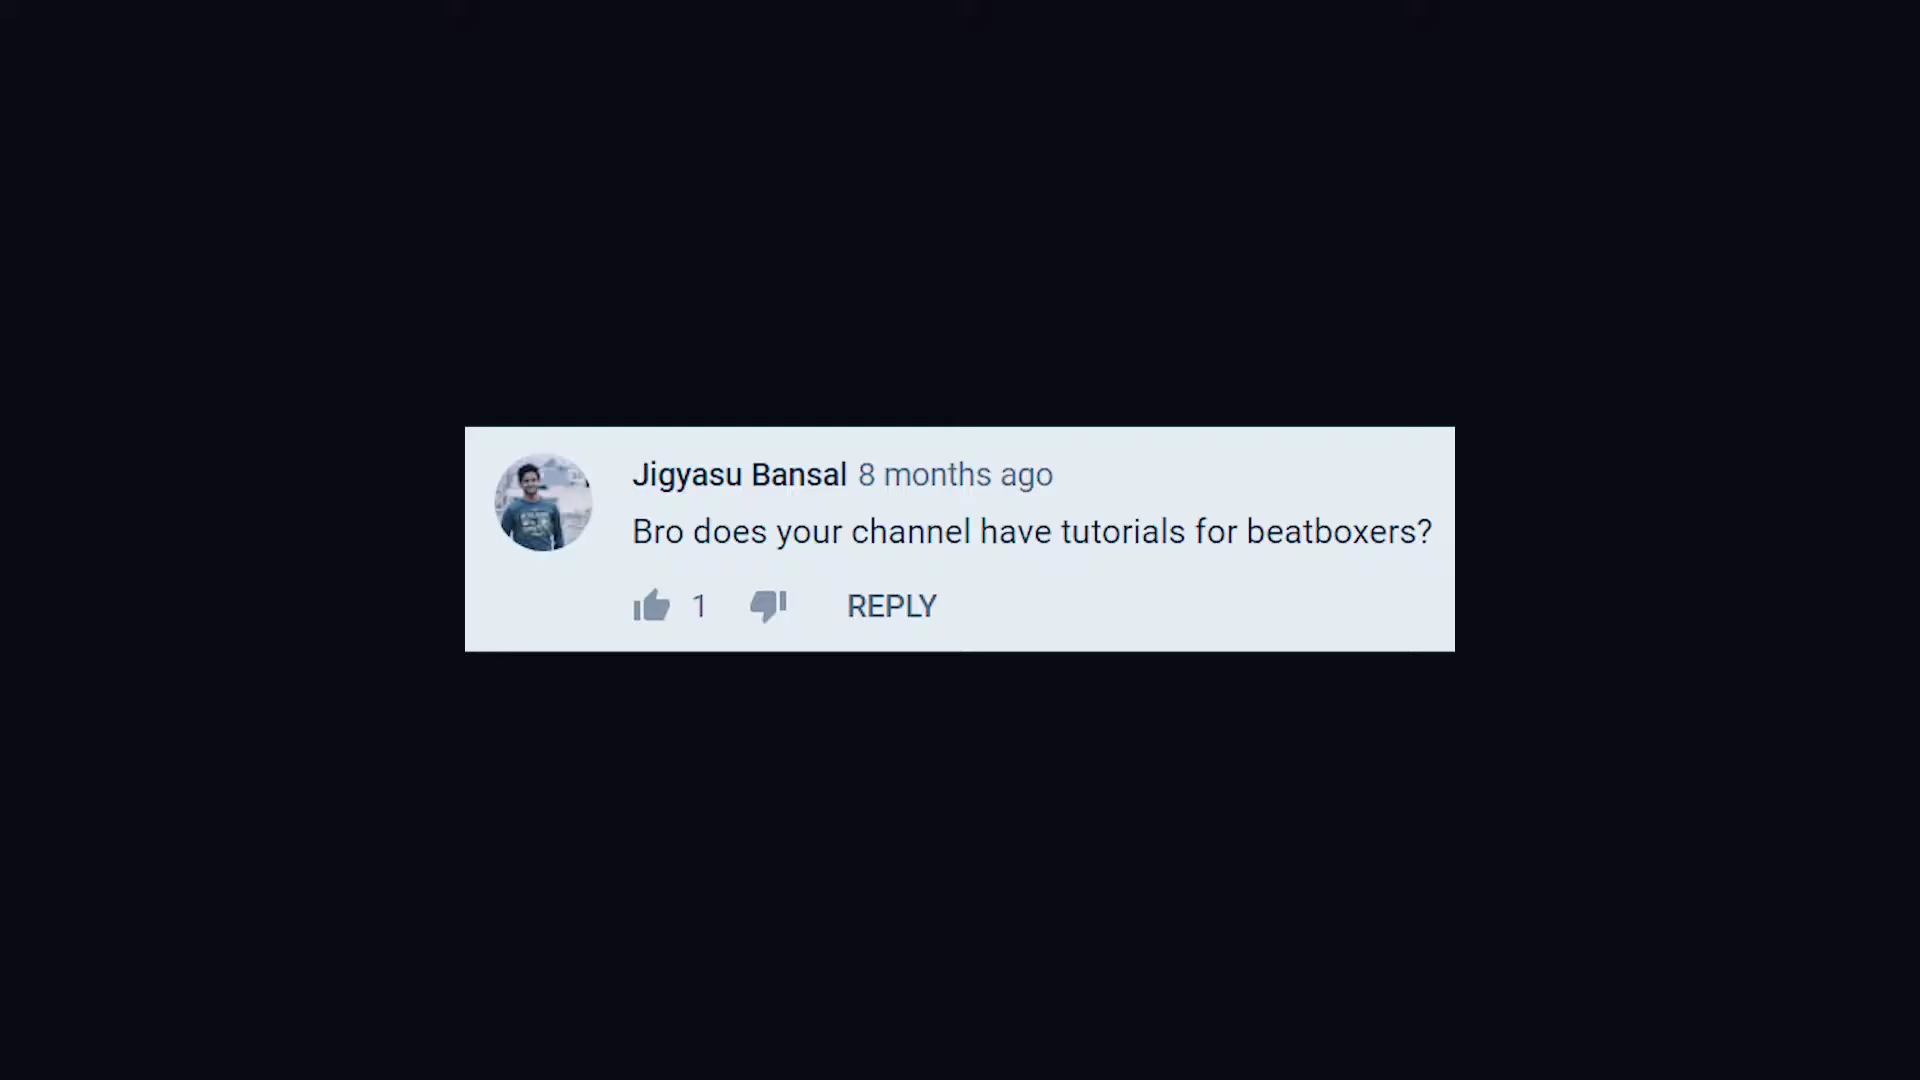 Jigyasu Bansal 8 months ago
Bro does your channel have tutorials for beatboxers?
1 REPLY